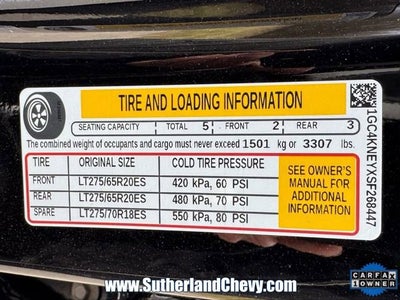 TIRE AND LOADING INFORMATION
SEATING CAPACITY TOTAL 5 FRONT 2 REAR 3
The combined weight of occupants and cargo must never exceed 1501 kg or 3307 lbs.
TIRE ORIGINAL SIZE COLD TIRE PRESSURE
FRONT LT275/65R20ES 420 kPa, 60 PSI
REAR LT275/65R20ES 480 kPa, 70 PSI
SPARE LT275/70R18ES 550 kPa, 80 PSI
SEE OWNER'S
MANUAL FOR
ADDITIONAL
INFORMATION
1GC4KNEYXSF268447
www.SutherlandChevy.com
CARFAX
1 OWNER